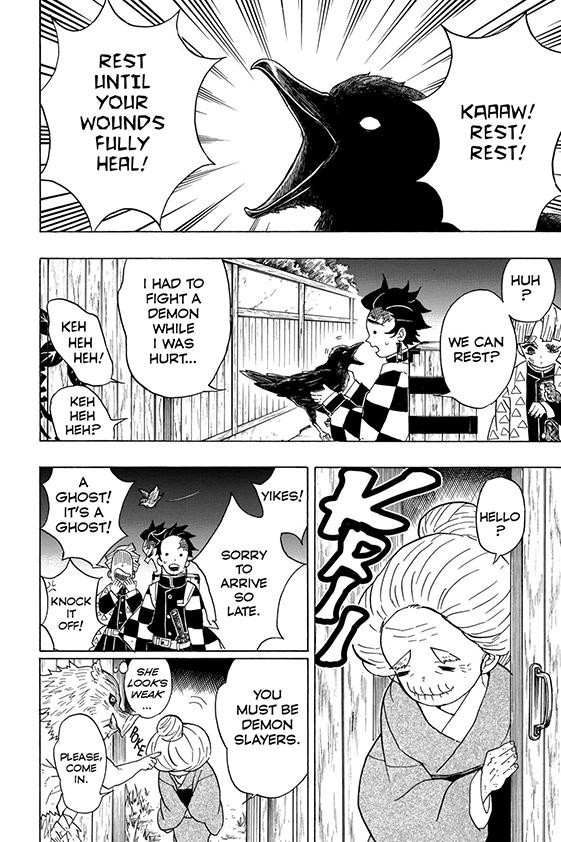 KAAAW!
REST!
REST!
REST
UNTIL
YOUR
WOUNDS
FULLY
HEAL!
HUH
?
WE CAN
REST?
I HAD TO
FIGHT A
DEMON
WHILE
I WAS
HURT...
KEH
HEH
HEH!
KEH
HEH
HEH?
HELLO
?
KRII
YIKES!
SORRY
TO
ARRIVE
SO
LATE.
A
GHOST!
IT'S A
GHOST!
KNOCK
IT
OFF!
YOU
MUST BE
DEMON
SLAYERS.
SHE
LOOKS
WEAK
...
POKE
PLEASE,
COME
IN.